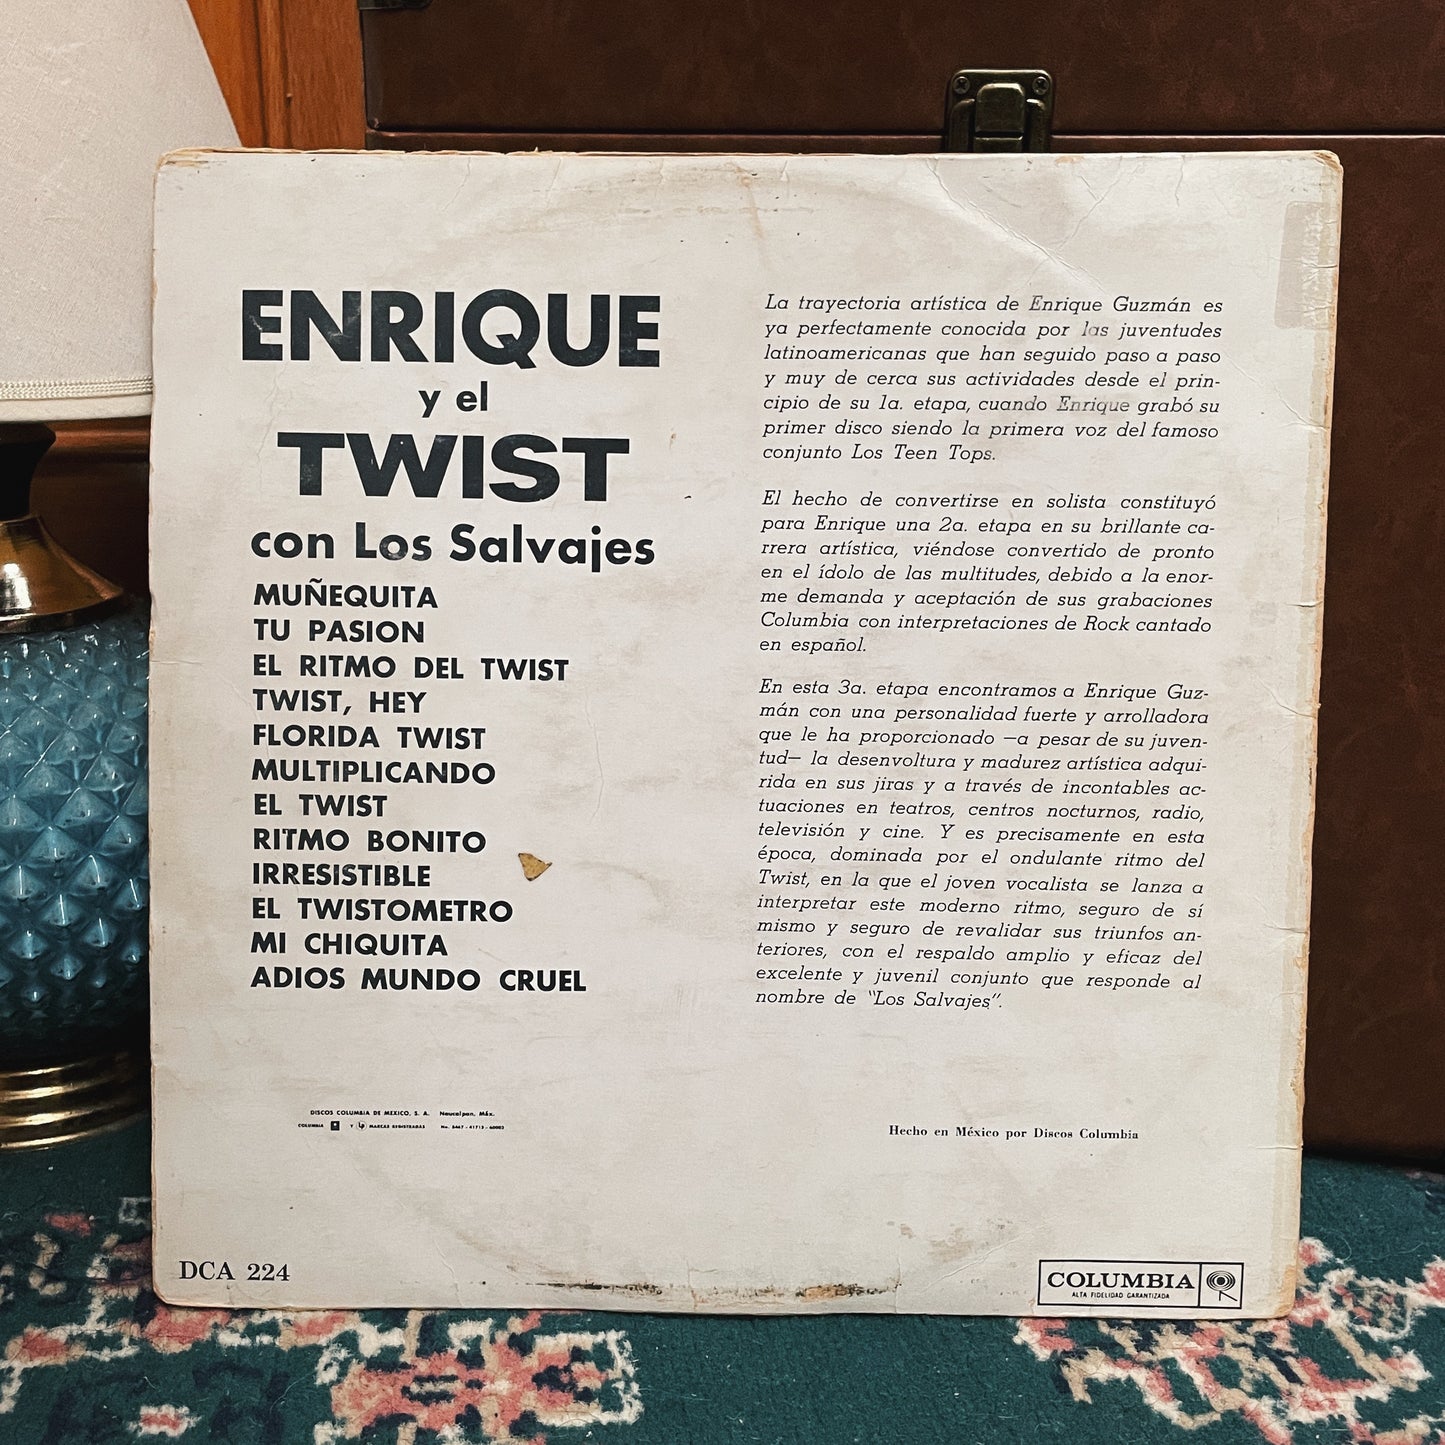 ENRIQUE
y el
TWIST
con Los Salvajes
MUÑEQUITA
TU PASION
EL RITMO DEL TWIST
TWIST, HEY
FLORIDA TWIST
MULTIPLICANDO
EL TWIST
RITMO BONITO
IRRESISTIBLE
EL TWISTOMETRO
MI CHIQUITA
ADIOS MUNDO CRUEL
La trayectoria artística de Enrique Guzmán es
ya perfectamente conocida por las juventudes
latinoamericanas que han seguido paso a paso
y muy de cerca sus actividades desde el prin-
cipio de su 1a. etapa, cuando Enrique grabó su
primer disco siendo la primera voz del famoso
conjunto Los Teen Tops.
El hecho de convertirse en solista constituyó
para Enrique una 2a. etapa en su brillante ca-
rrera artística, viéndose convertido de pronto
en el ídolo de las multitudes, debido a la enor-
me demanda y aceptación de sus grabaciones
Columbia con interpretaciones de Rock cantado
en español.
En esta 3a. etapa encontramos a Enrique Guz-
mán con una personalidad fuerte y arrolladora
que le ha proporcionado —a pesar de su juven-
tud— la desenvoltura y madurez artística adqui-
rida en sus jiras y a través de incontables ac-
tuaciones en teatros, centros nocturnos, radio,
televisión y cine. Y es precisamente en esta
época, dominada por el ondulante ritmo del
Twist, en la que el joven vocalista se lanza a
interpretar este moderno ritmo, seguro de sí
mismo y seguro de revalidar sus triunfos an-
teriores, con el respaldo amplio y eficaz del
excelente y juvenil conjunto que responde al
nombre de "Los Salvajes".
DISCOS COLUMBIA DE MEXICO, S. A. Naucalpan, Méx.
COLUMBIA Y LP MARCAS REGISTRADAS No. 5467 - 41713 - 60002
Hecho en México por Discos Columbia
DCA 224
COLUMBIA
ALTA FIDELIDAD GARANTIZADA